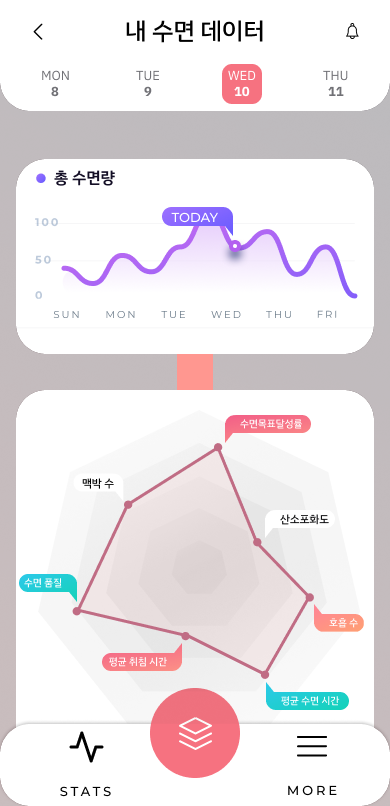 내 수면 데이터
MON TUE WED THU
8 9 10 11
총 수면량
TODAY
100
50
0
SUN MON TUE WED THU FRI
수면목표달성률
맥박 수
산소포화도
수면 품질
호흡 수
평균 취침 시간
평균 수면 시간
STATS MORE